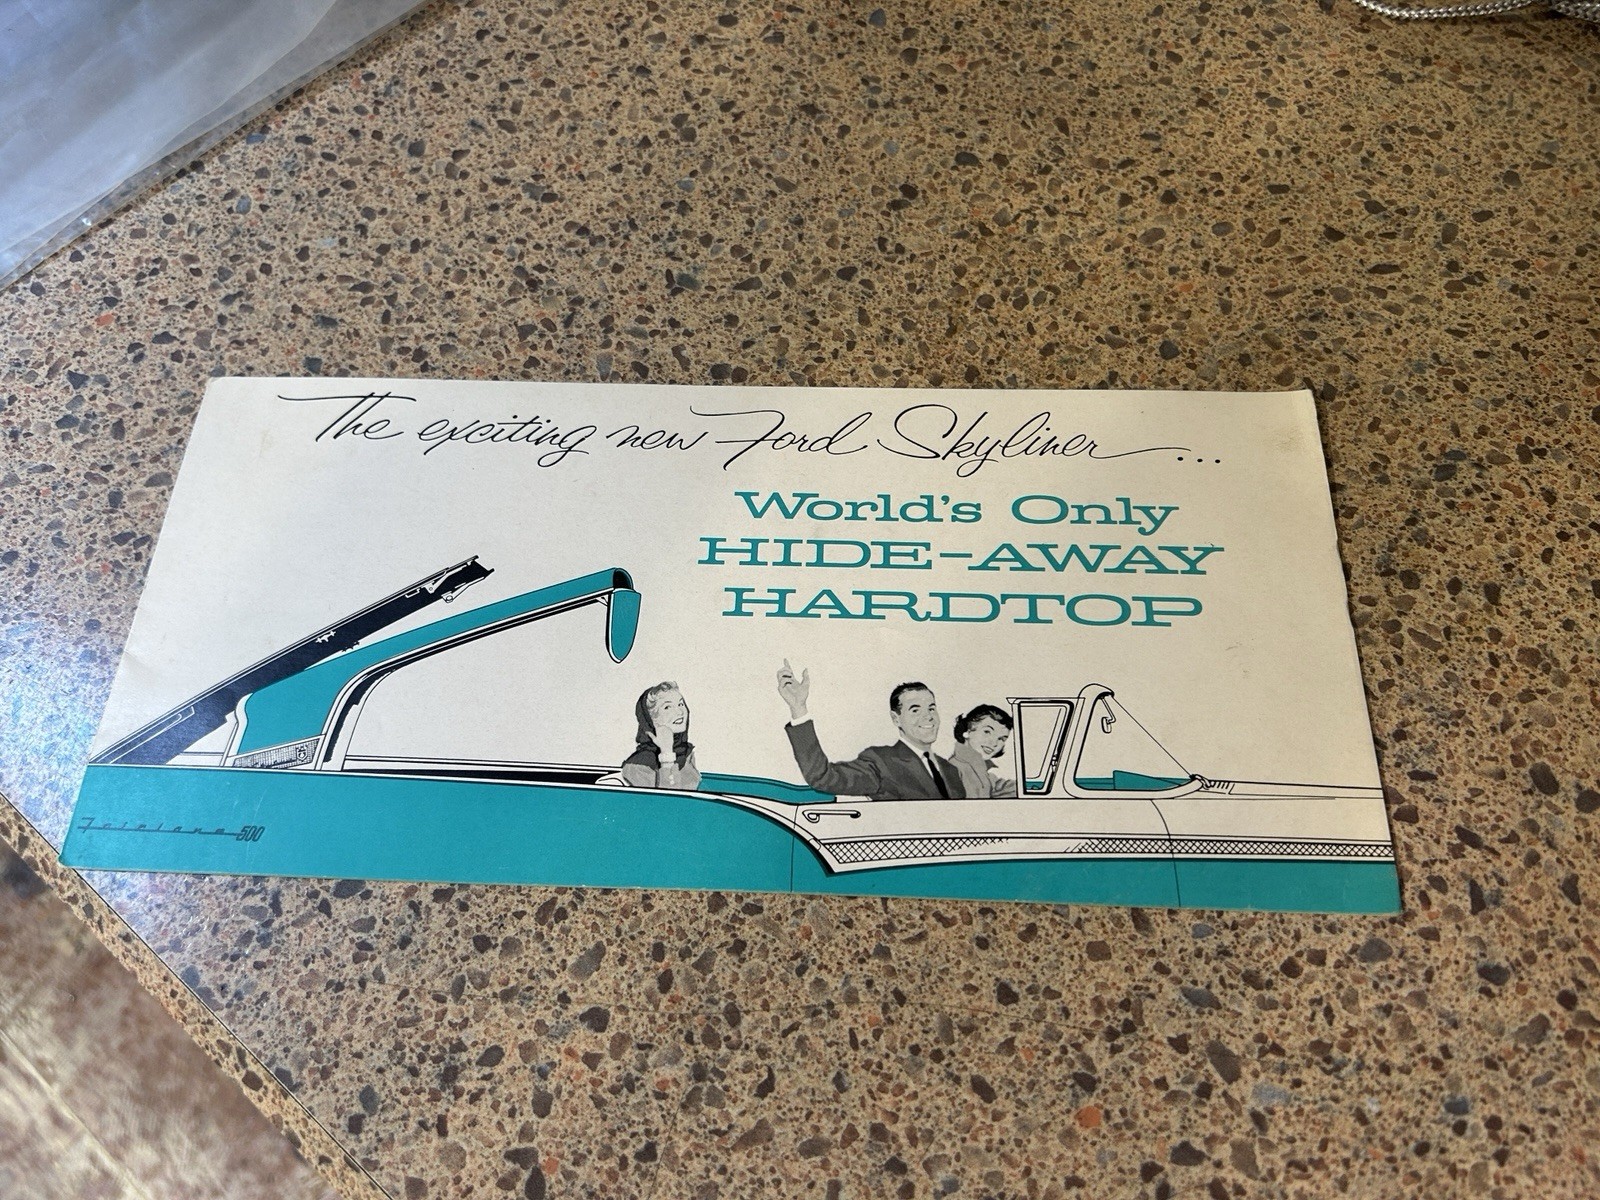 The exciting new Ford Skyliner...
World's Only
HIDE-AWAY
HARDTOP
Fairlane 500